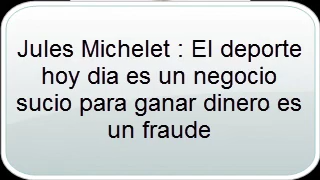 Jules Michelet : El deporte
hoy dia es un negocio
sucio para ganar dinero es
un fraude